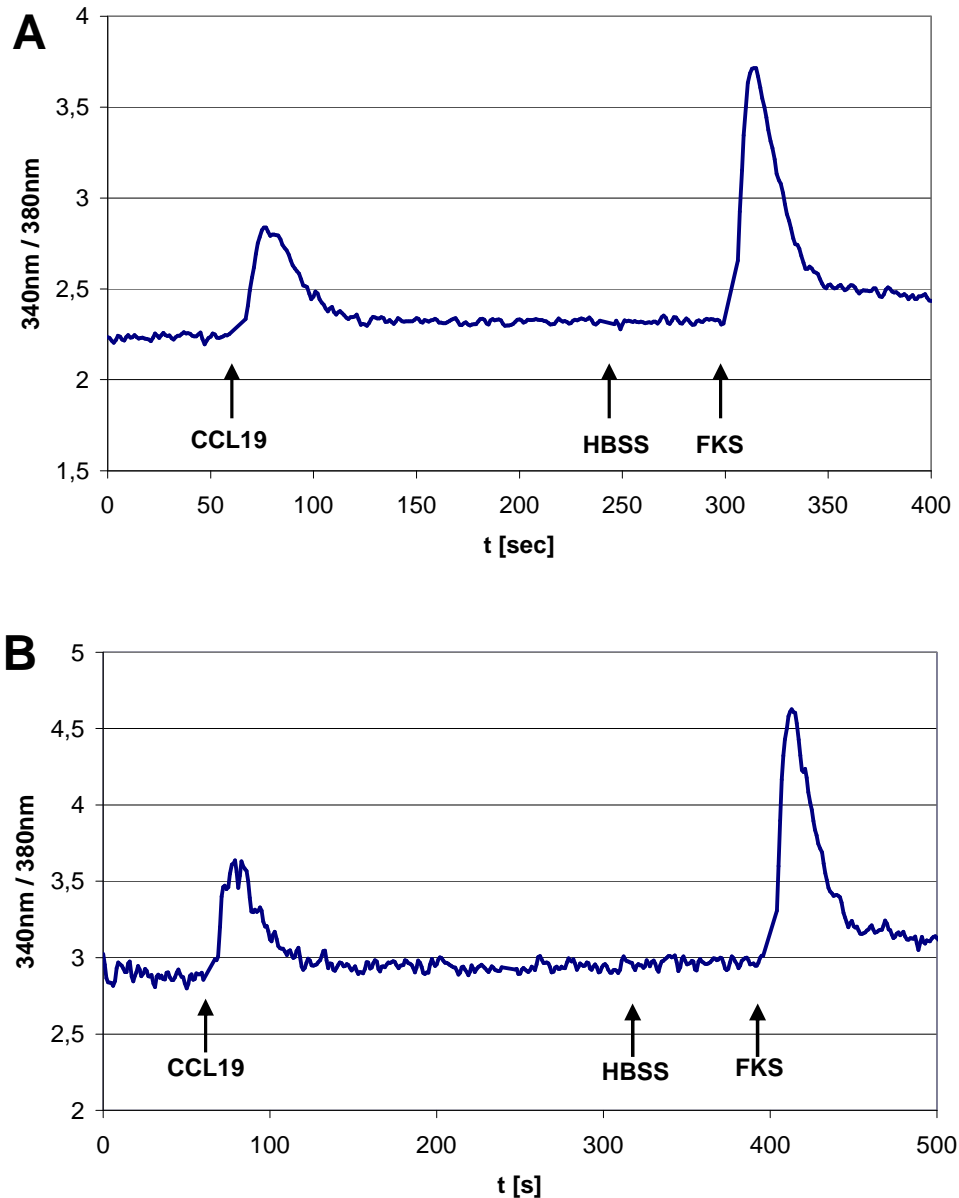 A
4
3,5
3
2,5
2
1,5
340nm / 380nm
CCL19
HBSS
FKS
0 50 100 150 200 250 300 350 400
t [sec]
B
5
4,5
4
3,5
3
2,5
2
340nm / 380nm
CCL19
HBSS
FKS
0 100 200 300 400 500
t [s]